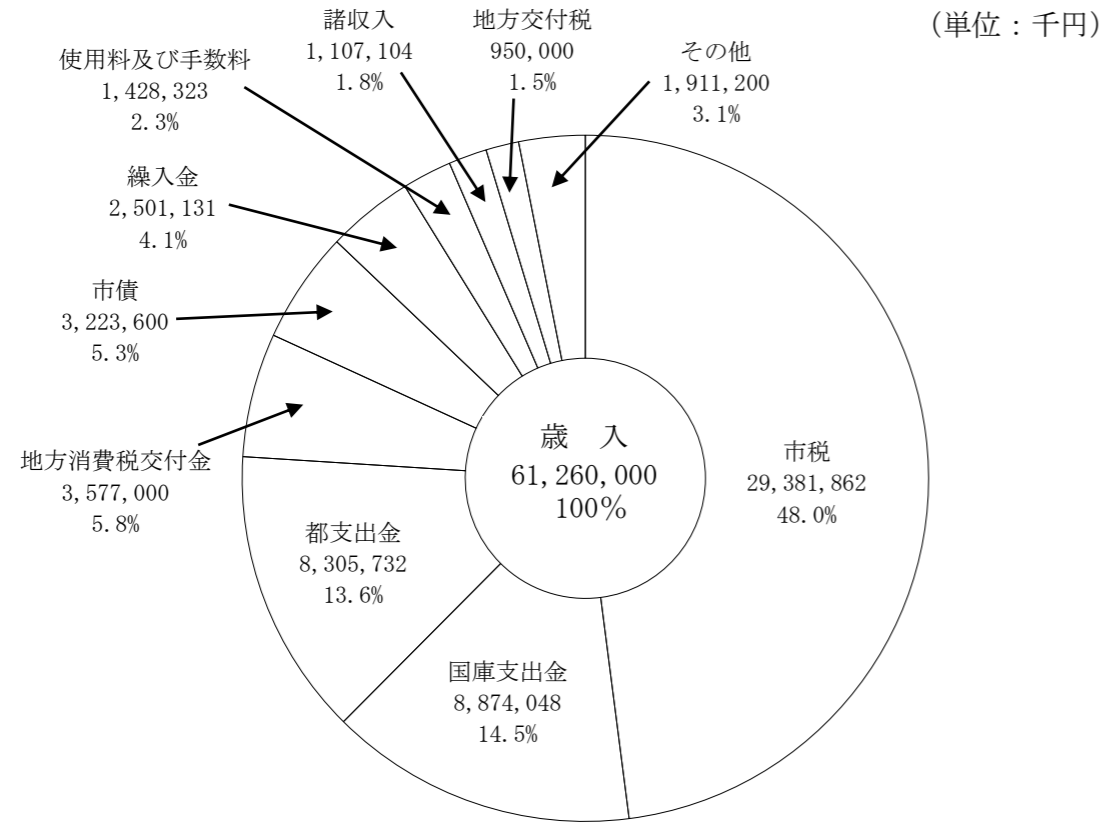 （単位：千円）
諸収入
1,107,104
1.8%
地方交付税
950,000
1.5%
その他
1,911,200
3.1%
使用料及び手数料
1,428,323
2.3%
繰入金
2,501,131
4.1%
市債
3,223,600
5.3%
地方消費税交付金
3,577,000
5.8%
歳　入
61,260,000
100%
市税
29,381,862
48.0%
都支出金
8,305,732
13.6%
国庫支出金
8,874,048
14.5%